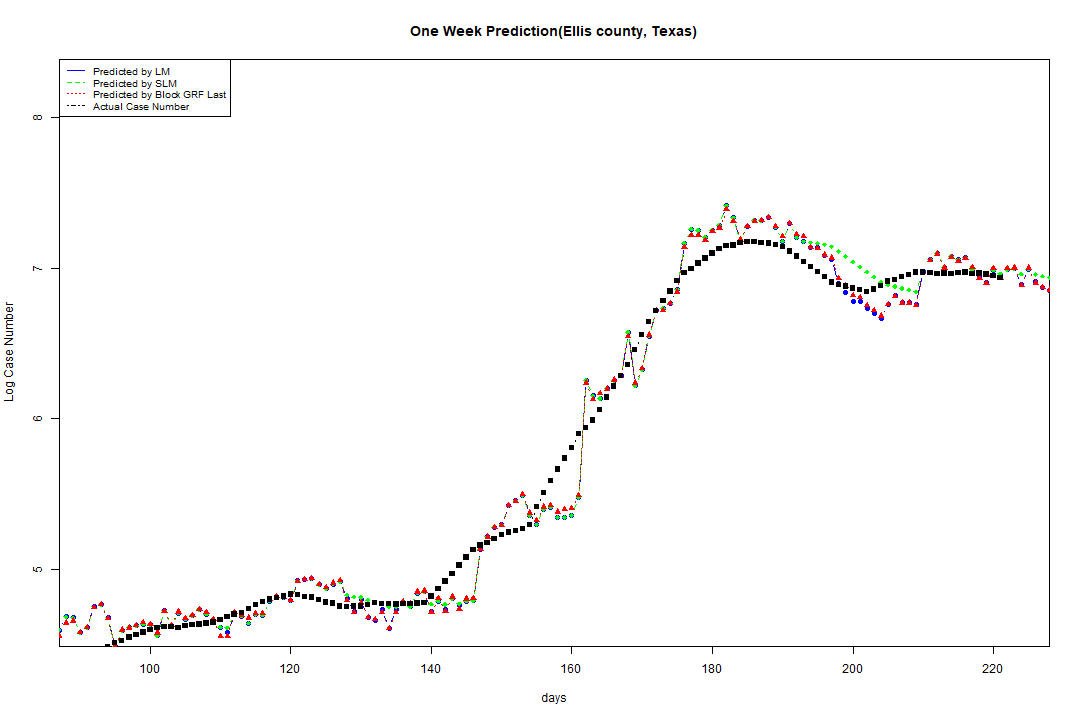 One Week Prediction(Ellis county, Texas)
Predicted by LM
Predicted by SLM
Predicted by Block GRF Last
Actual Case Number
8
7
6
5
Log Case Number
100 120 140 160 180 200 220
days